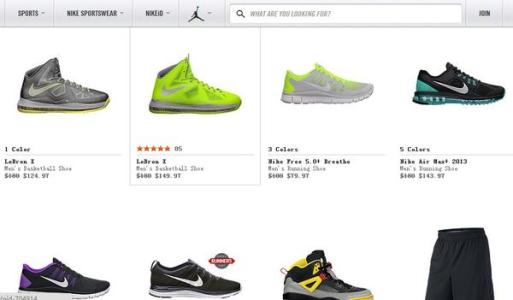 SPORTS
NIKE SPORTSWEAR
NIKEiD
WHAT ARE YOU LOOKING FOR?
JOIN
1 Color
LeBron X
Men's Basketball Shoe
$180 $124.97
85
LeBron X
Men's Basketball Shoe
$180 $149.97
3 Colors
Nike Free 5.0+ Breathe
Men's Running Shoe
$100 $79.97
5 Colors
Nike Air Max+ 2013
Men's Running Shoe
$180 $143.97
RUNNER'S